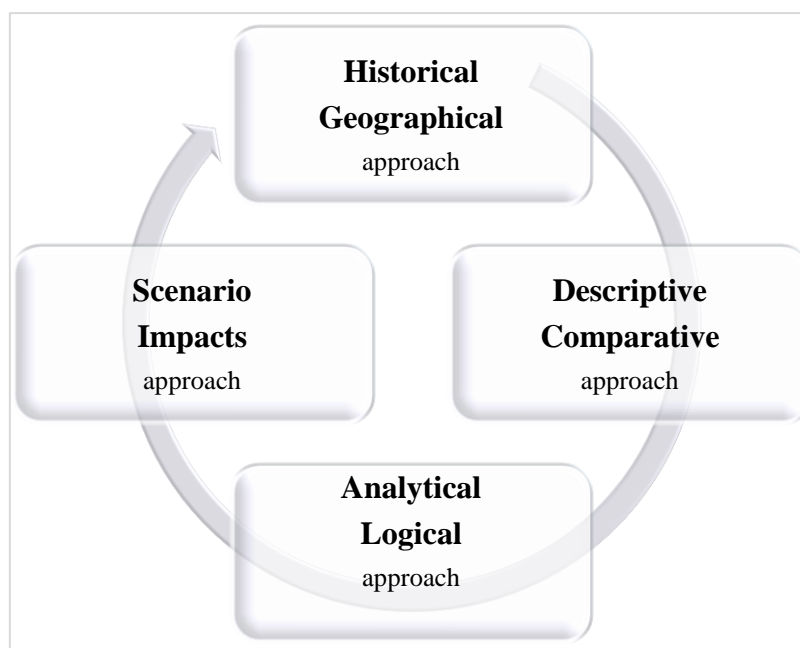 Historical
Geographical
approach
Scenario
Impacts
approach
Descriptive
Comparative
approach
Analytical
Logical
approach